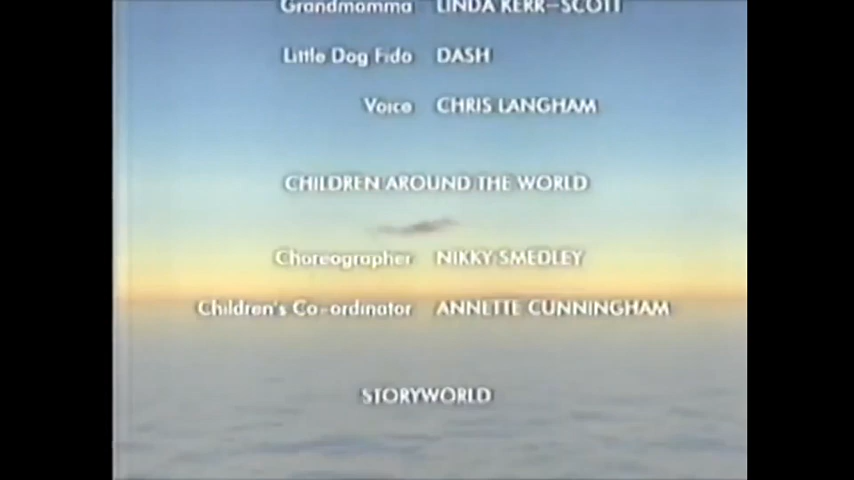 Grandmamma LINDA KERR-SCOTT
Little Dog Fido DASH
Voice CHRIS LANGHAM
CHILDREN AROUND THE WORLD
Choreographer NIKKY SMEDLEY
Children's Co-ordinator ANNETTE CUNNINGHAM
STORYWORLD